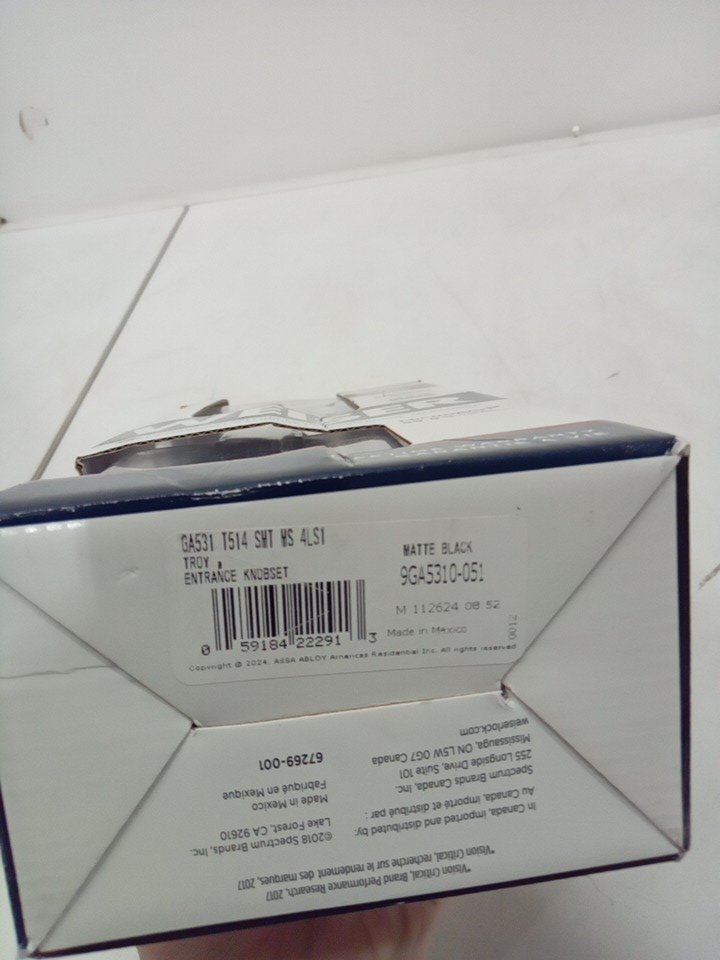 WEISER
GA531 T514 SMT MS 4LS1
TROY
ENTRANCE KNOBSET
MATTE BLACK
9GA5310-051
M 112624 08 52
Made in Mexico
0012
0 59184 22291 3
Copyright @ 2024, ASSA ABLOY Americas Residential Inc. All rights reserved
*Vision Critical, Brand Performance Research, 2017
*Vision Critical, recherche sur le rendement des marques, 2017
In Canada, imported and distributed by:
Au Canada, importé et distribué par :
Spectrum Brands Canada, Inc.
255 Longside Drive, Suite 101
Mississauga, ON L5W 0G7 Canada
weiserlock.com
©2018 Spectrum Brands, Inc.
Lake Forest, CA 92610
Made in Mexico
Fabriqué en Mexique
67269-001